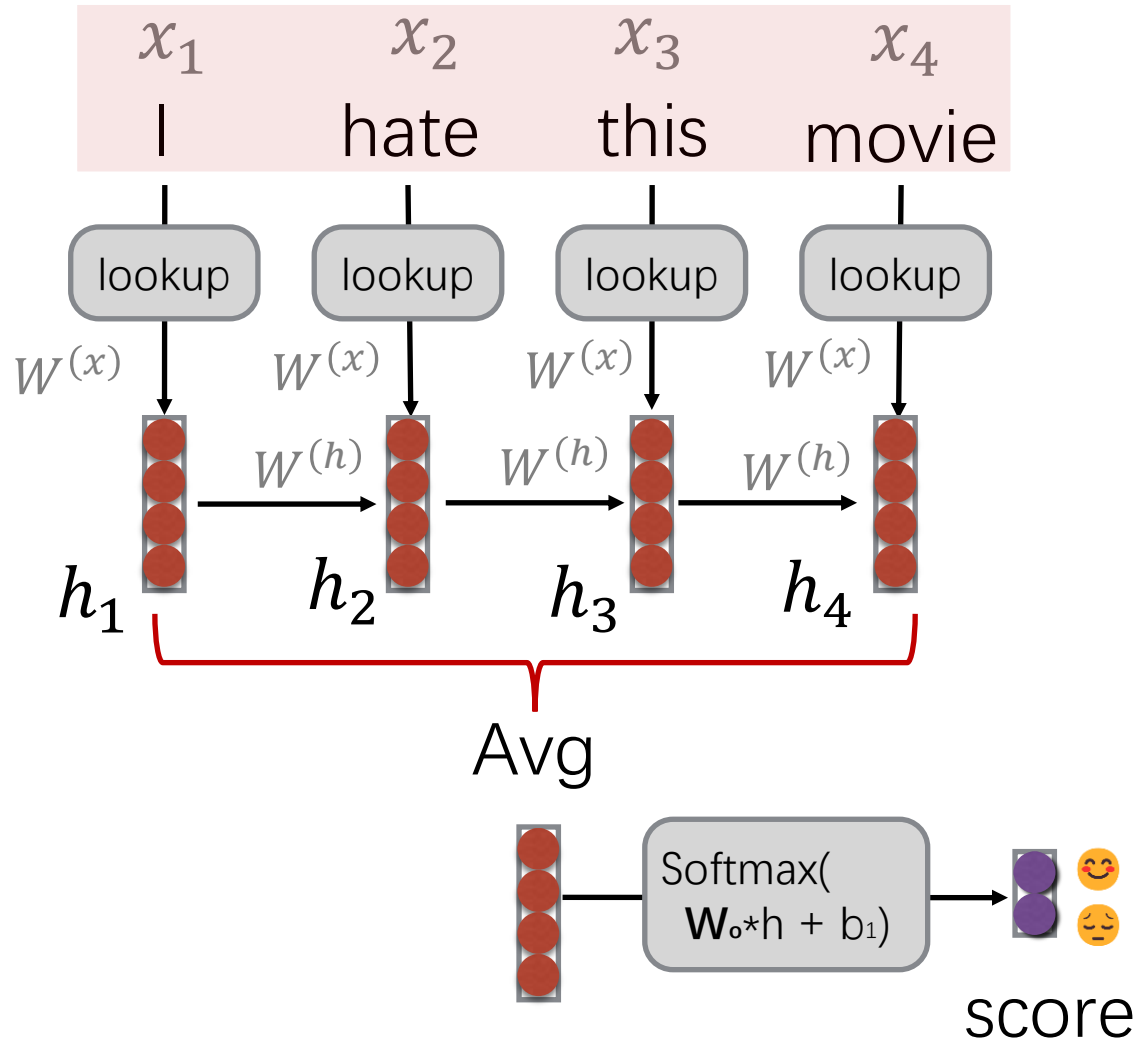 x₁ x₂ x₃ x₄
I hate this movie
lookup lookup lookup lookup
W⁽ˣ⁾ W⁽ˣ⁾ W⁽ˣ⁾ W⁽ˣ⁾
W⁽ʰ⁾ W⁽ʰ⁾ W⁽ʰ⁾
h₁ h₂ h₃ h₄
Avg
Softmax(
Wₒ*h + b₁)
score